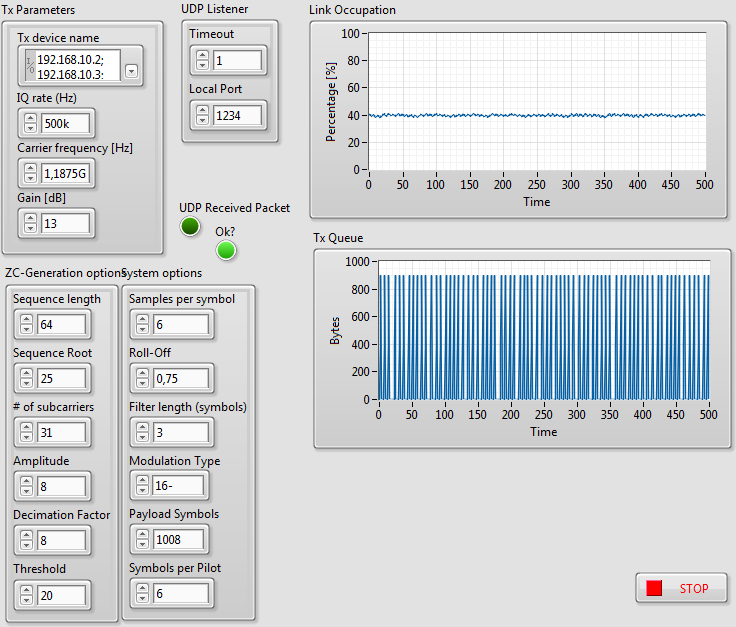 Tx Parameters
Tx device name
192.168.10.2;
192.168.10.3;
IQ rate (Hz)
500k
Carrier frequency [Hz]
1,1875G
Gain [dB]
13
UDP Listener
Timeout
1
Local Port
1234
UDP Received Packet
Ok?
Link Occupation
Percentage [%]
100
80
60
40
20
0
0 50 100 150 200 250 300 350 400 450 500
Time
Tx Queue
Bytes
1000
800
600
400
200
0
0 50 100 150 200 250 300 350 400 450 500
Time
ZC-Generation options
Sequence length
64
Sequence Root
25
# of subcarriers
31
Amplitude
8
Decimation Factor
8
Threshold
20
System options
Samples per symbol
6
Roll-Off
0,75
Filter length (symbols)
3
Modulation Type
16-
Payload Symbols
1008
Symbols per Pilot
6
STOP